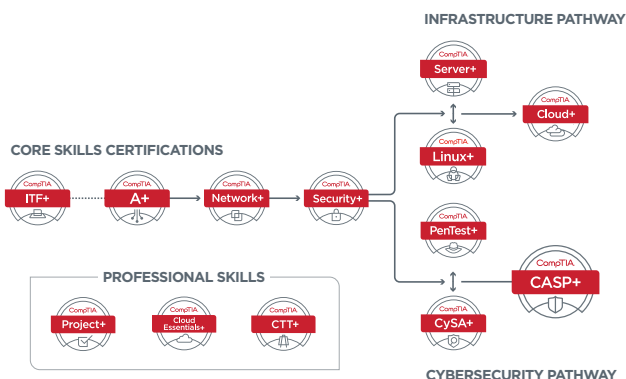 INFRASTRUCTURE PATHWAY
CompTIA
Server+
CompTIA
Cloud+
CompTIA
Linux+
CORE SKILLS CERTIFICATIONS
CompTIA
ITF+
CompTIA
A+
CompTIA
Network+
CompTIA
Security+
CompTIA
PenTest+
CompTIA
CASP+
CompTIA
CySA+
CYBERSECURITY PATHWAY
PROFESSIONAL SKILLS
CompTIA
Project+
CompTIA
Cloud
Essentials+
CompTIA
CTT+